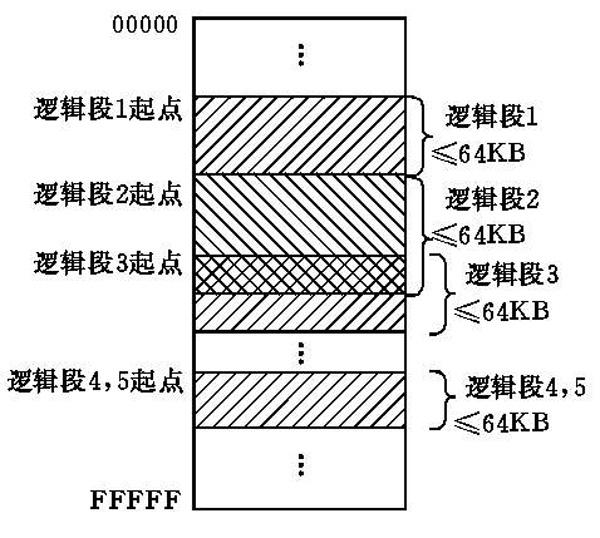 00000
逻辑段1起点
逻辑段1
≤64KB
逻辑段2起点
逻辑段2
≤64KB
逻辑段3起点
逻辑段3
≤64KB
逻辑段4,5起点
逻辑段4,5
≤64KB
FFFFF